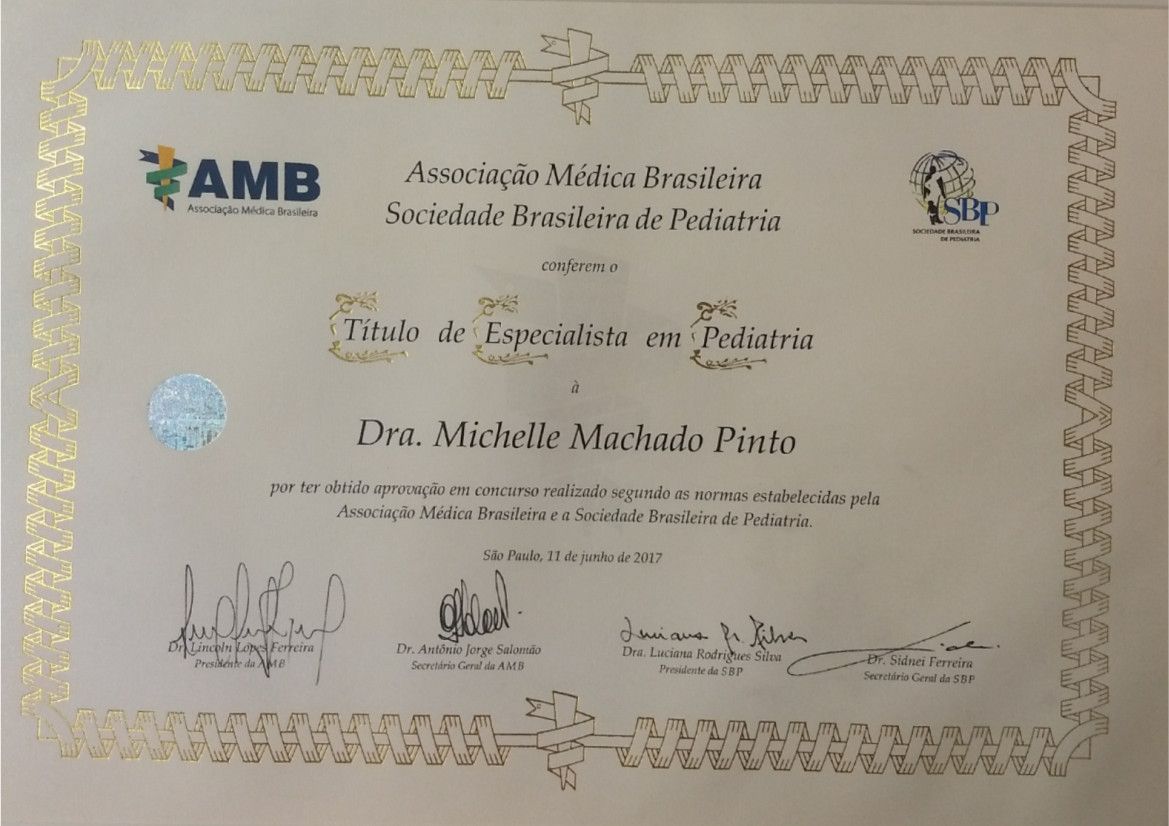 AMB
Associação Médica Brasileira
Associação Médica Brasileira
Sociedade Brasileira de Pediatria
SBP
SOCIEDADE BRASILEIRA
DE PEDIATRIA
conferem o
Título de Especialista em Pediatria
à
Dra. Michelle Machado Pinto
por ter obtido aprovação em concurso realizado segundo as normas estabelecidas pela
Associação Médica Brasileira e a Sociedade Brasileira de Pediatria.
São Paulo, 11 de junho de 2017
Dr. Lincoln Lopes Ferreira
Presidente da AMB
Dr. Antônio Jorge Salomão
Secretário Geral da AMB
Dra. Luciana Rodrigues Silva
Presidente da SBP
Dr. Sidnei Ferreira
Secretário Geral da SBP